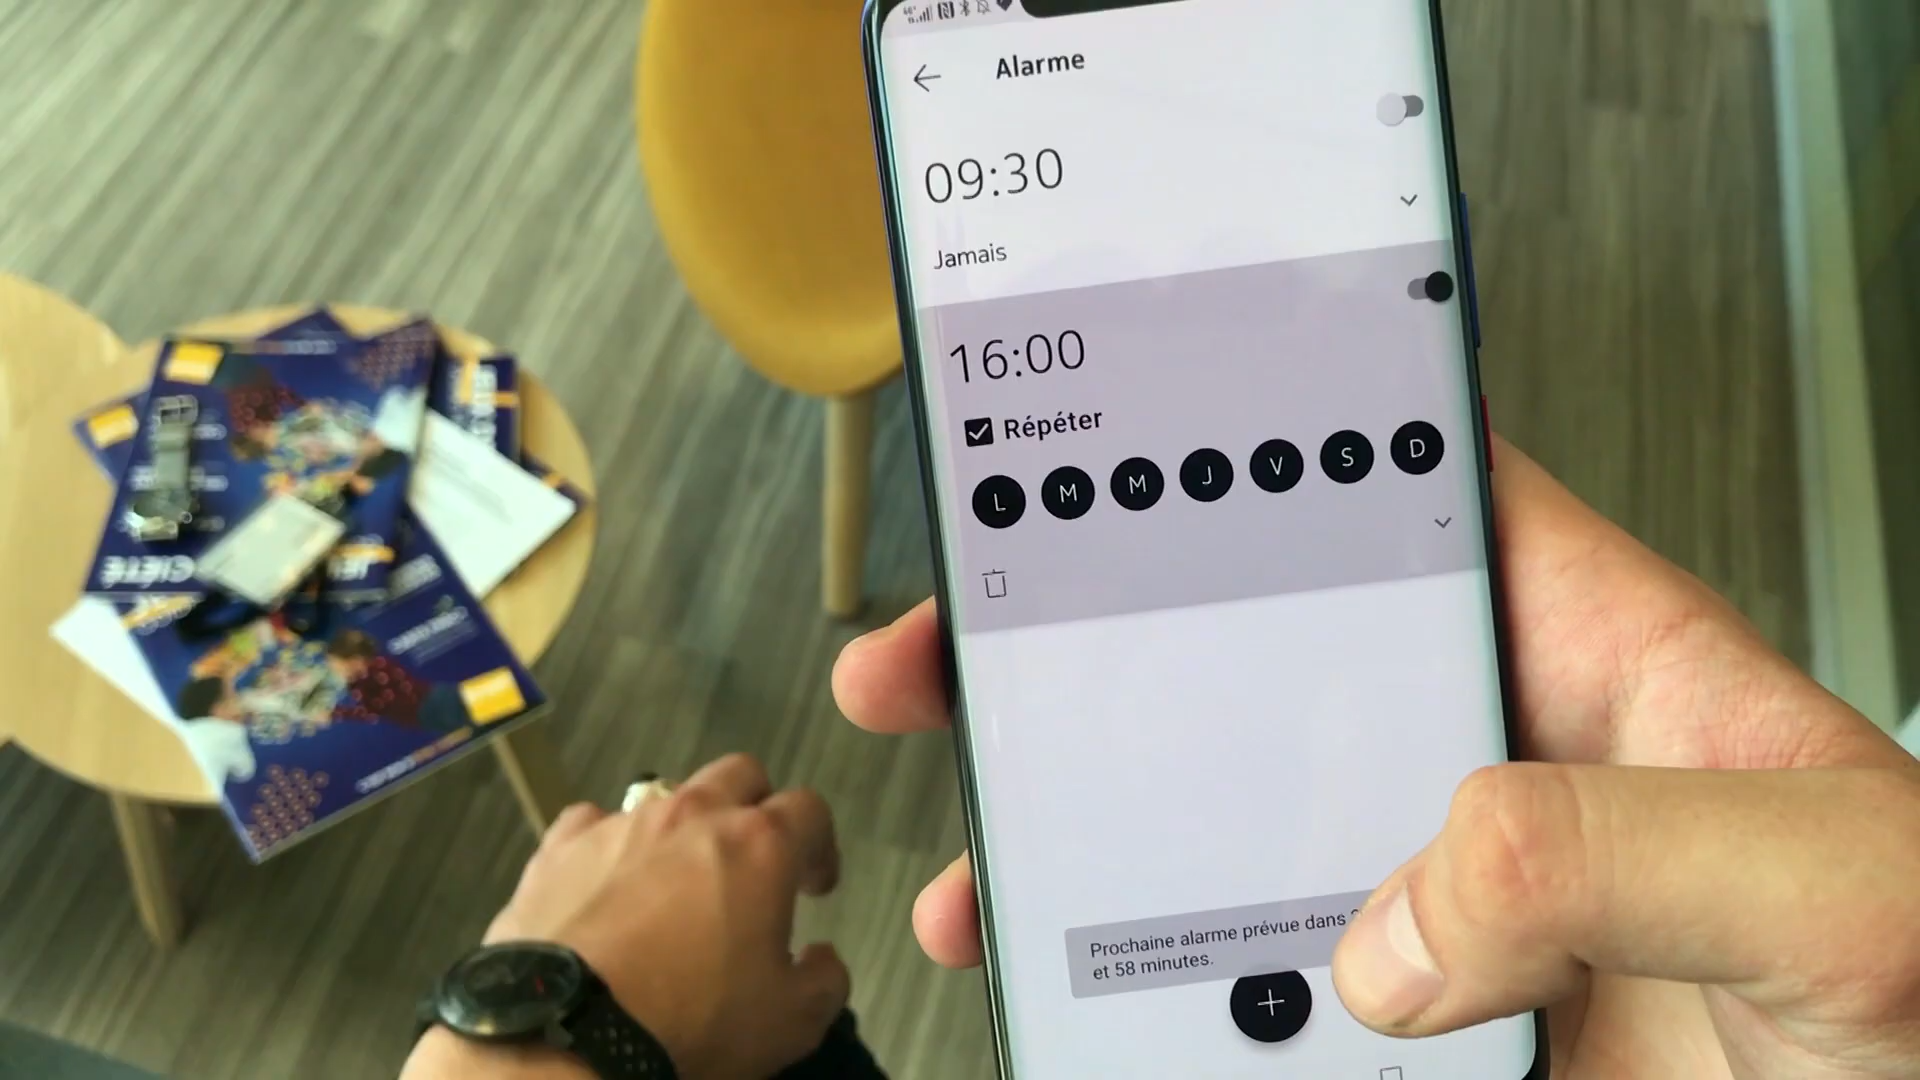 Alarme
09:30
Jamais
16:00
Répéter
L M M J V S D
Prochaine alarme prévue dans
et 58 minutes.